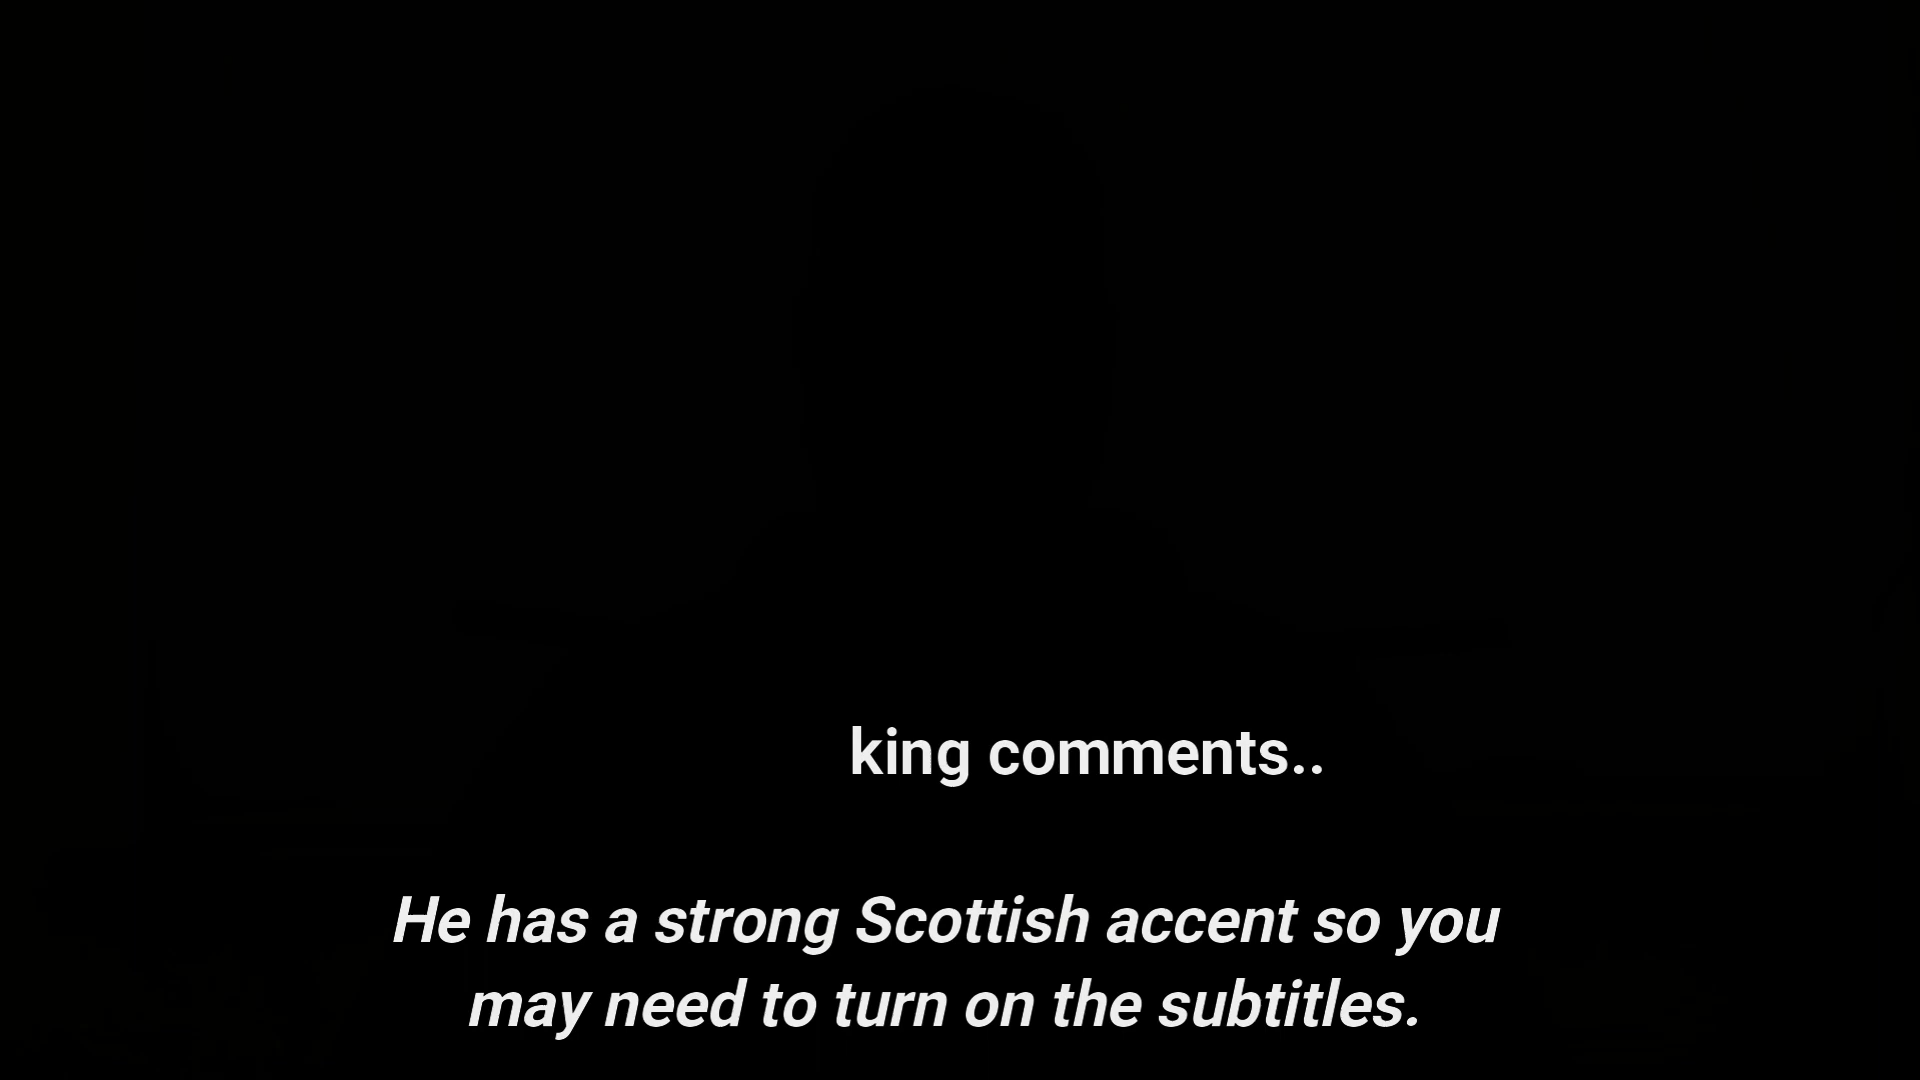 king comments..
He has a strong Scottish accent so you
may need to turn on the subtitles.